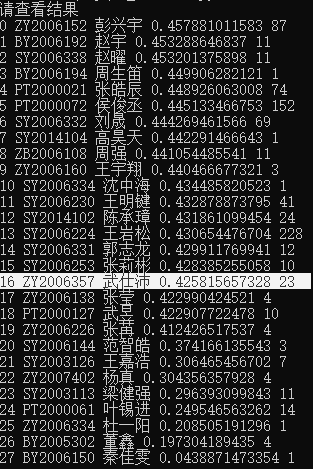 请查看结果
0 ZY2006152 彭兴宇 0.457881011583 87
1 BY2006192 赵宇 0.453288646837 11
2 SY2006338 赵曜 0.453201375898 11
3 BY2006194 周生笛 0.449906282121 1
4 PT2000021 张皓辰 0.448926063008 74
5 PT2000072 侯俊丞 0.445133466753 152
6 SY2006332 刘晟 0.444269461566 69
7 SY2014104 高昊天 0.442291466643 1
8 ZB2006108 周强 0.441054485541 11
9 ZY2006160 王宇翔 0.440466677321 3
10 SY2006334 沈中海 0.434485820523 1
11 SY2006230 王明键 0.432878873795 41
12 SY2014102 陈承璋 0.431861099454 24
13 SY2006224 王岩松 0.430654476704 228
14 SY2006331 郭志龙 0.429911769941 12
15 SY2006253 张莉彬 0.428385255058 10
16 ZY2006357 武仕沛 0.425815657328 23
17 SY2006138 张莹 0.422990424521 4
18 PT2000127 武昱 0.422907722478 10
19 SY2006226 张苗 0.412426517537 4
20 SY2006144 范智皓 0.374166135543 3
21 SY2003126 王嘉浩 0.306465456702 7
22 ZY2007402 杨真 0.304356357928 4
23 SY2003113 梁健强 0.296393099843 11
24 PT2000061 叶锡进 0.249546563262 14
25 ZY2006334 杜一阳 0.208505191296 1
26 BY2005302 董鑫 0.197304189435 4
27 BY2006150 秦佳雯 0.0438871473354 1